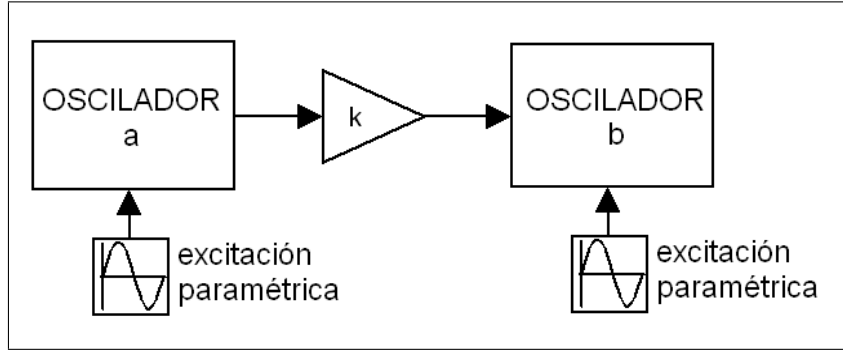 OSCILADOR
a
k
OSCILADOR
b
excitación
paramétrica
excitación
paramétrica